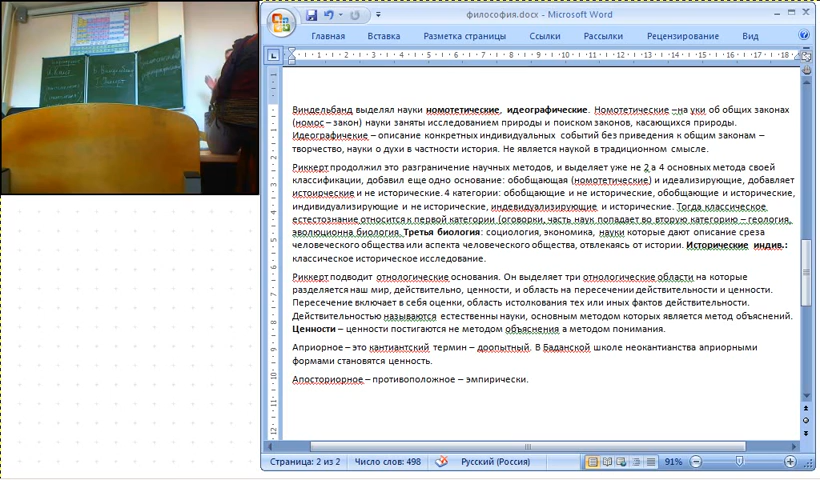 философия.docx - Microsoft Word
Главная Вставка Разметка страницы Ссылки Рассылки Рецензирование Вид
Виндельбанд выделял науки номотетические, идеографические. Номотетические –на уки об общих законах
(номос – закон) науки заняты исследованием природы и поиском законов, касающихся природы.
Идеографичекие – описание конкретных индивидуальных событий без приведения к общим законам –
творчество, науки о духи в частности история. Не является наукой в традиционном смысле.
Риккерт продолжил это разграничение научных методов, и выделяет уже не 2 а 4 основных метода своей
классификации, добавил еще одно основание: обобщающая (номотетические) и идеализирующие, добавляет
истоирческие и не исторические. 4 категории: обобщающие и не исторические, обобщающие и исторические,
индивидуализирующие и не исторические, индевидуализирующие и исторические. Тогда классическое
естестознание относится к первой категории (оговорки, часть наук попадает во вторую категорию – геология,
эволюционна биология. Третья биология: социология, экономика, науки которые дают описание среза
человеческого общества или аспекта человеческого общества, отвлекаясь от истории. Исторические индив.:
классическое историческое исследование.
Риккерт подводит отнологические основания. Он выделяет три отнологические области на которые
разделяется наш мир, действительно, ценности, и область на пересечении действительности и ценности.
Пересечение включает в себя оценки, область истолкования тех или иных фактов действительности.
Действительностью называются естественны науки, основным методом которых является метод объяснений.
Ценности – ценности постигаются не методом объяснения а методом понимания.
Априорное – это кантиантский термин – доопытный. В Баданской школе неокантианства априорными
формами становятся ценность.
Апосториорное – противоположное – эмпирически.
Страница: 2 из 2 Число слов: 498 Русский (Россия) 91%